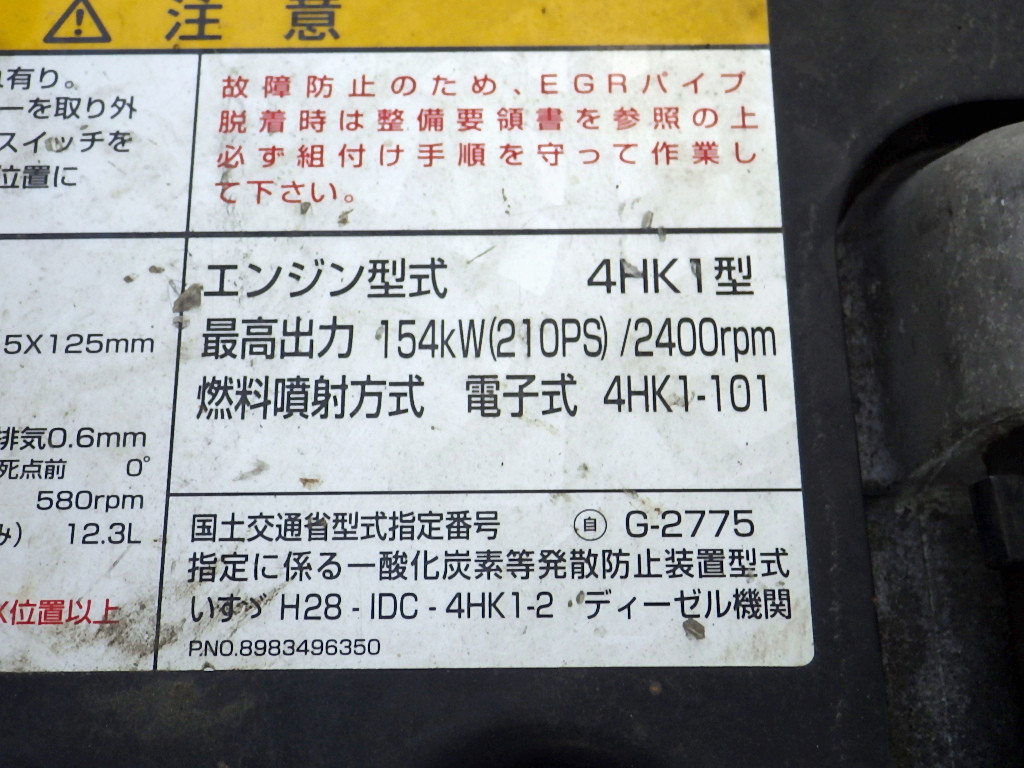 注意
れ有り。
ーを取り外
スイッチを
位置に
故障防止のため、EGRパイプ
脱着時は整備要領書を参照の上
必ず組付け手順を守って作業し
て下さい。
5X125mm
排気0.6mm
死点前 0°
580rpm
み) 12.3L
位置以上
エンジン型式 4HK1型
最高出力 154kW(210PS)/2400rpm
燃料噴射方式 電子式 4HK1-101
国土交通省型式指定番号 自 G-2775
指定に係る一酸化炭素等発散防止装置型式
いすゞ H28-IDC-4HK1-2・ディーゼル機関
P.NO.8983496350